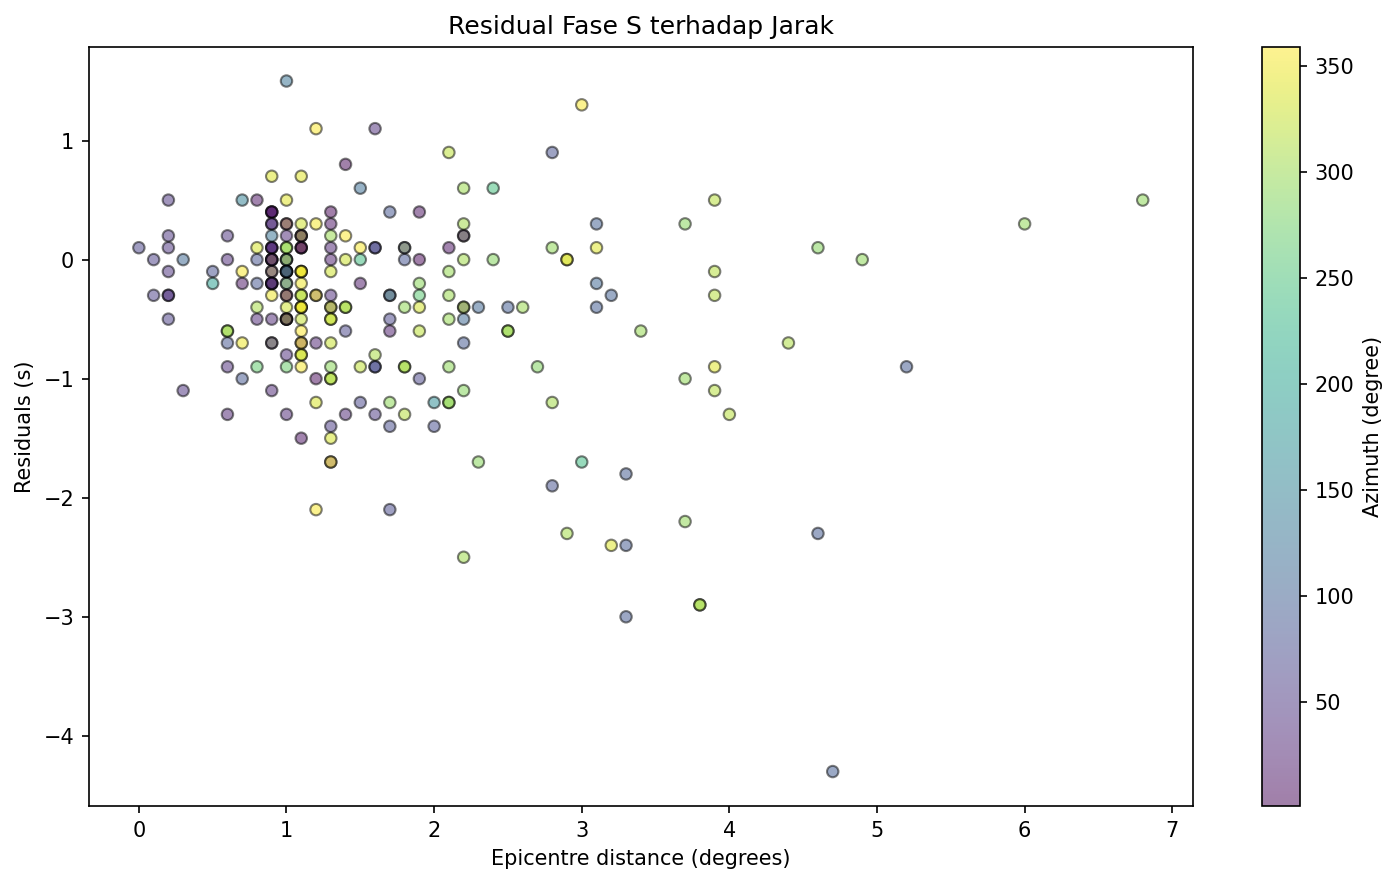 Residual Fase S terhadap Jarak
Residuals (s)
1
0
−1
−2
−3
−4
0 1 2 3 4 5 6 7
Epicentre distance (degrees)
350
300
250
200
150
100
50
Azimuth (degree)